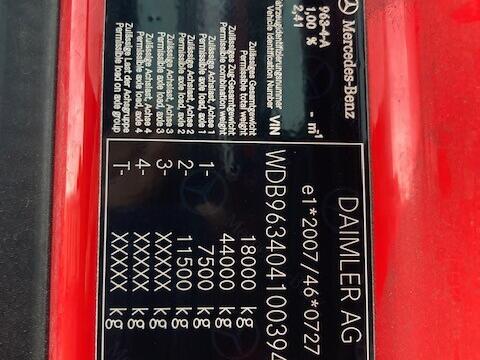 Mercedes-Benz
963-4-A
1,00 % - m⁻¹
2,41
DAIMLER AG
e1*2007/46*0727
Fahrzeugidentifizierungsnummer
Vehicle Identification Number VIN WDB96340410039
Zulässiges Gesamtgewicht
Permissible total weight 18000 kg
Zulässiges Zug-Gesamtgewicht
Permissible combination weight 44000 kg
Zulässige Achslast, Achse 1
Permissible axle load, axle 1 1- 7500 kg
Zulässige Achslast, Achse 2
Permissible axle load, axle 2 2- 11500 kg
Zulässige Achslast, Achse 3
Permissible axle load, axle 3 3- XXXXX kg
Zulässige Achslast, Achse 4
Permissible axle load, axle 4 4- XXXXX kg
Zulässige Last der Achsgruppe
Permissible load on axle group T- XXXXX kg